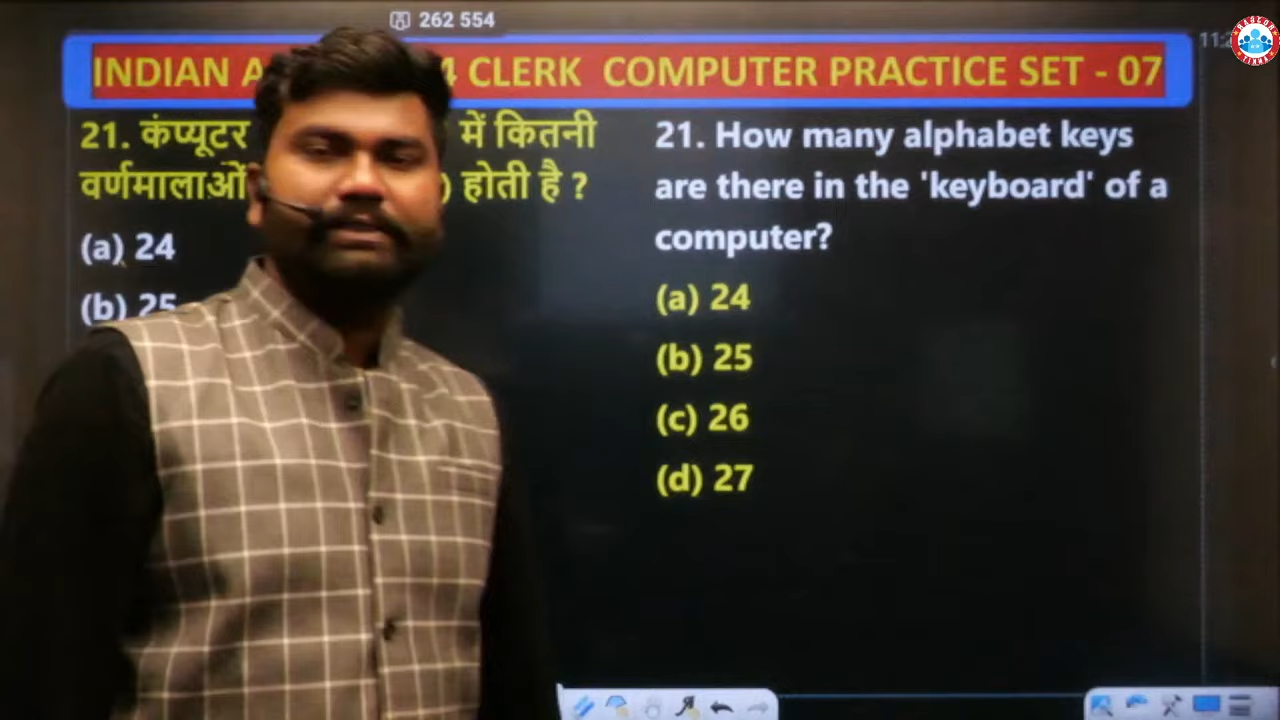 262 554
INDIAN 4 CLERK COMPUTER PRACTICE SET - 07
21. कंप्यूटर में कितनी
वर्णमालाओं ) होती है ?
(a) 24
(b) 25
21. How many alphabet keys
are there in the 'keyboard' of a
computer?
(a) 24
(b) 25
(c) 26
(d) 27